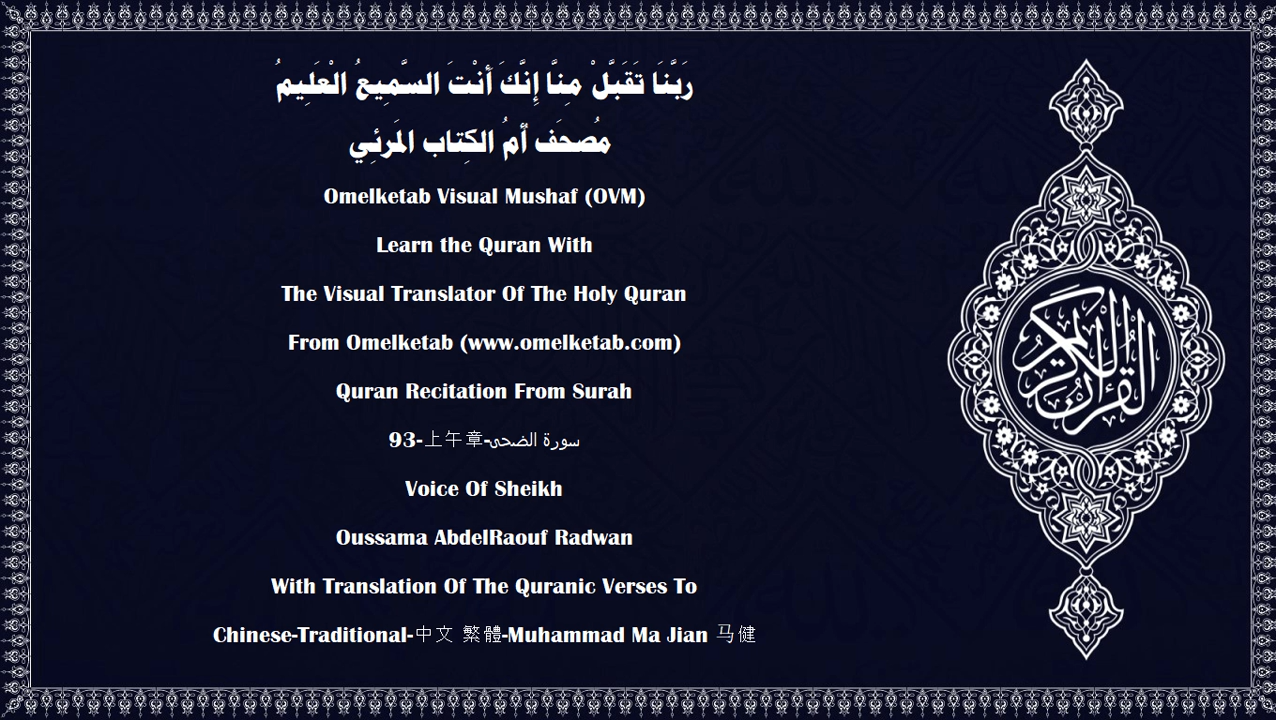 رَبَّنَا تَقَبَّلْ مِنَّا إِنَّكَ أَنْتَ السَّمِيعُ الْعَلِيمُ
مُصحَف أمُ الكِتاب المَرئِي
Omelketab Visual Mushaf (OVM)
Learn the Quran With
The Visual Translator Of The Holy Quran
From Omelketab (www.omelketab.com)
Quran Recitation From Surah
93-上午章-سورة الضحى
Voice Of Sheikh
Oussama AbdelRaouf Radwan
With Translation Of The Quranic Verses To
Chinese-Traditional-中文 繁體-Muhammad Ma Jian 马健
القرآن الكريم